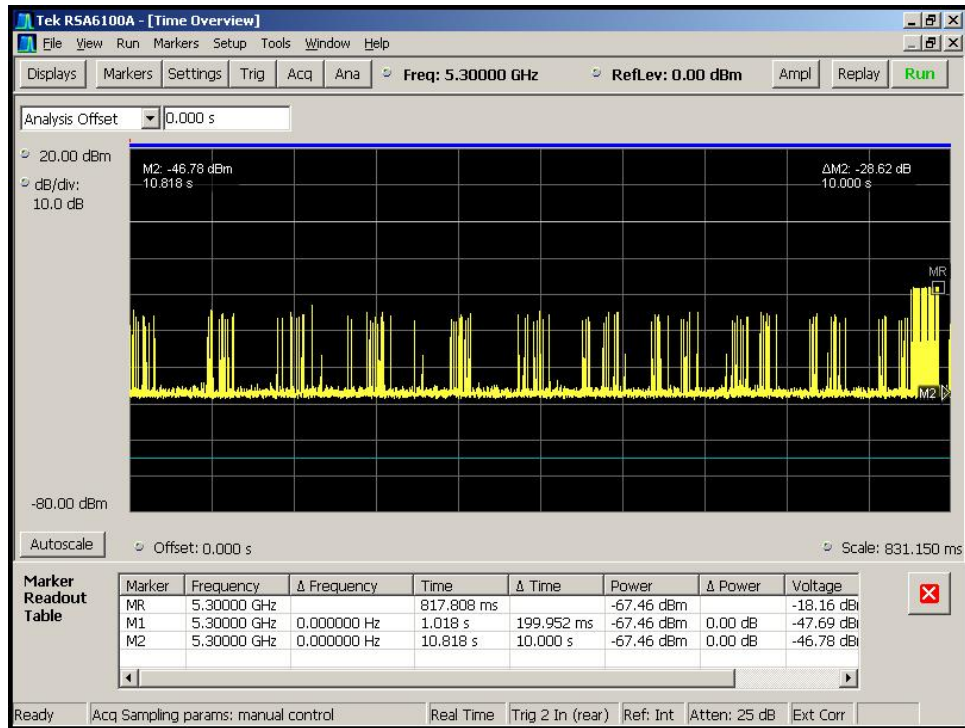 Tek RSA6100A - [Time Overview]
File View Run Markers Setup Tools Window Help
Displays Markers Settings Trig Acq Ana Freq: 5.30000 GHz RefLev: 0.00 dBm Ampl Replay Run
Analysis Offset 0.000 s
20.00 dBm
dB/div:
10.0 dB
M2: -46.78 dBm
10.818 s
ΔM2: -28.62 dB
10.000 s
MR
M2
-80.00 dBm
Autoscale Offset: 0.000 s Scale: 831.150 ms
Marker
Readout
Table
Marker Frequency Δ Frequency Time Δ Time Power Δ Power Voltage
MR 5.30000 GHz 817.808 ms -67.46 dBm -18.16 dB
M1 5.30000 GHz 0.000000 Hz 1.018 s 199.952 ms -67.46 dBm 0.00 dB -47.69 dB
M2 5.30000 GHz 0.000000 Hz 10.818 s 10.000 s -67.46 dBm 0.00 dB -46.78 dB
Ready Acq Sampling params: manual control Real Time Trig 2 In (rear) Ref: Int Atten: 25 dB Ext Corr